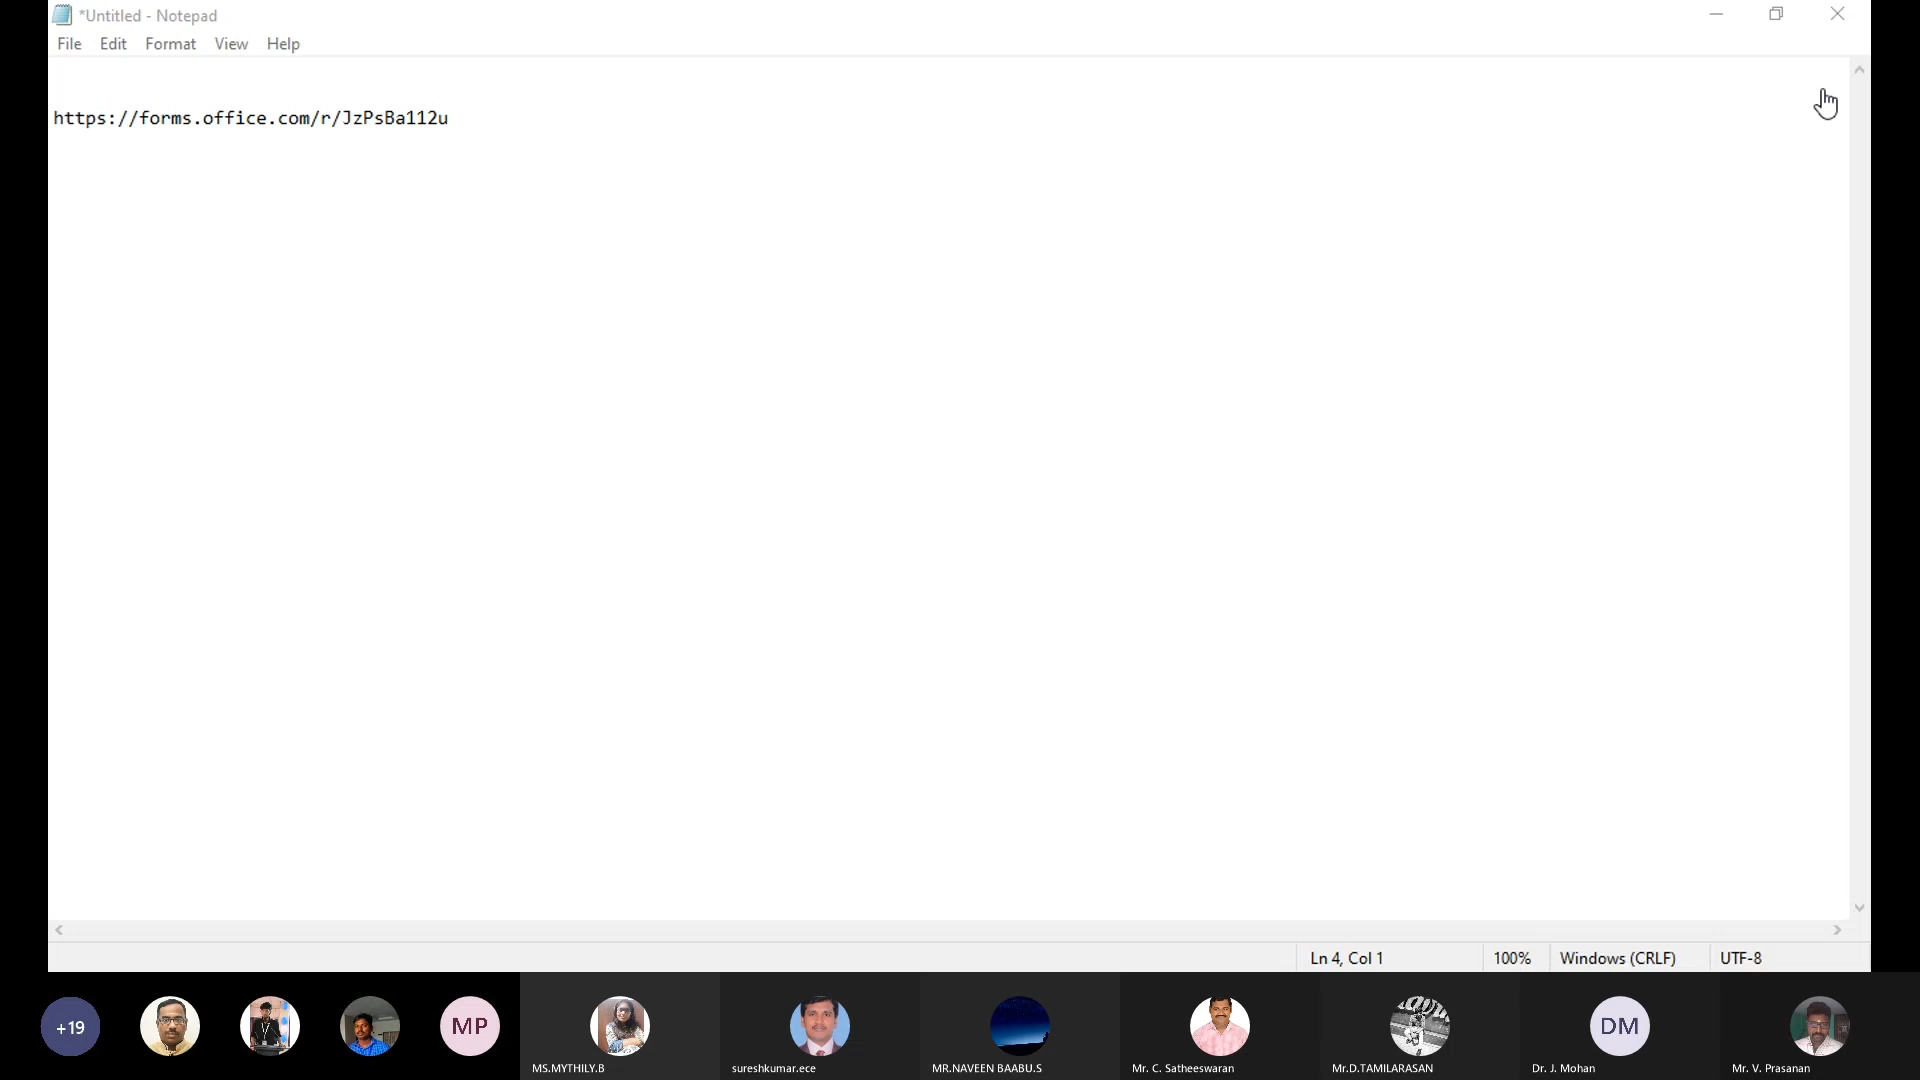 *Untitled - Notepad
File Edit Format View Help
https://forms.office.com/r/JzPsBa112u
Ln 4, Col 1 100% Windows (CRLF) UTF-8
+19 MP DM
MS.MYTHILY.B sureshkumar.ece MR.NAVEEN BAABU.S Mr. C. Satheeswaran Mr.D.TAMILARASAN Dr. J. Mohan Mr. V. Prasanan